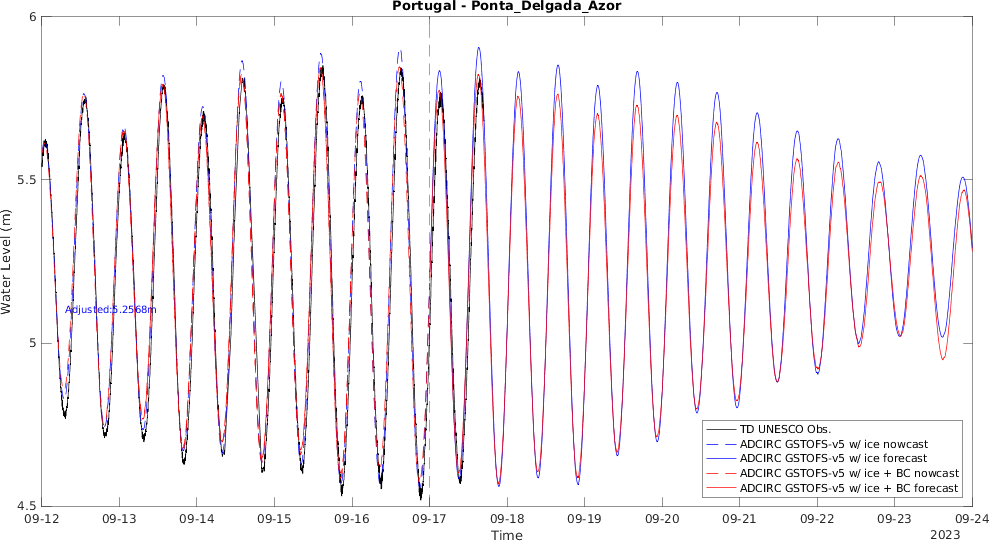 Portugal - Ponta_Delgada_Azor
6
5.5
5
4.5
Water Level (m)
Adjusted:5.2568m
TD UNESCO Obs.
ADCIRC GSTOFS-v5 w/ ice nowcast
ADCIRC GSTOFS-v5 w/ ice forecast
ADCIRC GSTOFS-v5 w/ ice + BC nowcast
ADCIRC GSTOFS-v5 w/ ice + BC forecast
09-12 09-13 09-14 09-15 09-16 09-17 09-18 09-19 09-20 09-21 09-22 09-23 09-24
Time
2023